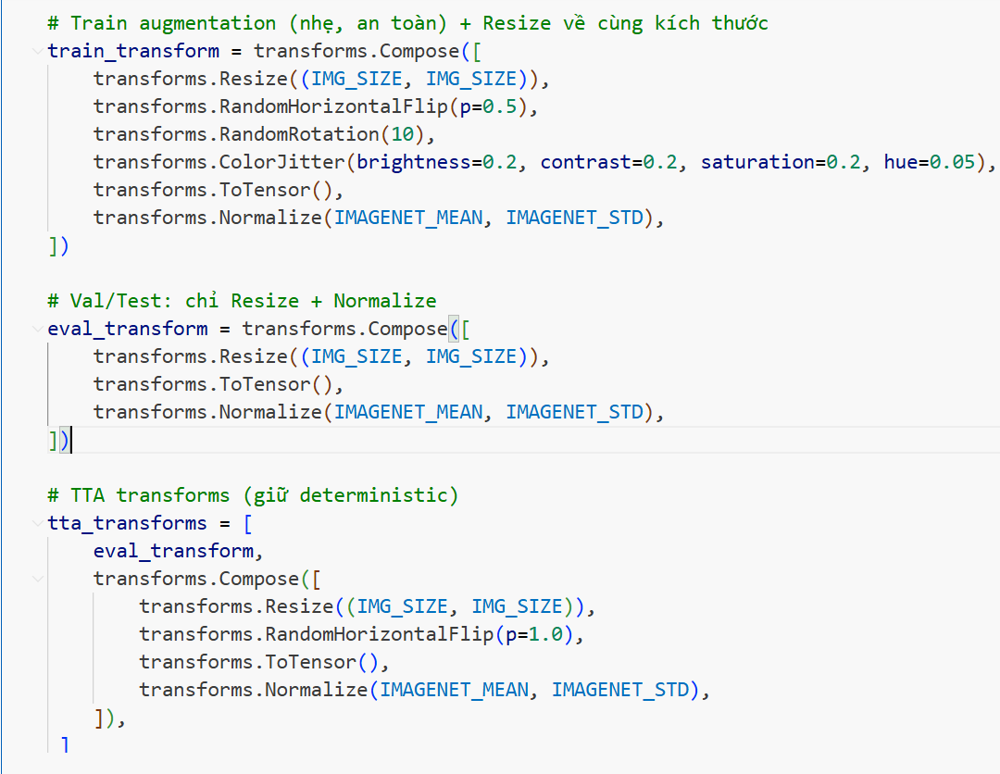 # Train augmentation (nhẹ, an toàn) + Resize về cùng kích thước
train_transform = transforms.Compose([
    transforms.Resize((IMG_SIZE, IMG_SIZE)),
    transforms.RandomHorizontalFlip(p=0.5),
    transforms.RandomRotation(10),
    transforms.ColorJitter(brightness=0.2, contrast=0.2, saturation=0.2, hue=0.05),
    transforms.ToTensor(),
    transforms.Normalize(IMAGENET_MEAN, IMAGENET_STD),
])

# Val/Test: chỉ Resize + Normalize
eval_transform = transforms.Compose([
    transforms.Resize((IMG_SIZE, IMG_SIZE)),
    transforms.ToTensor(),
    transforms.Normalize(IMAGENET_MEAN, IMAGENET_STD),
])

# TTA transforms (giữ deterministic)
tta_transforms = [
    eval_transform,
    transforms.Compose([
        transforms.Resize((IMG_SIZE, IMG_SIZE)),
        transforms.RandomHorizontalFlip(p=1.0),
        transforms.ToTensor(),
        transforms.Normalize(IMAGENET_MEAN, IMAGENET_STD),
    ]),
]